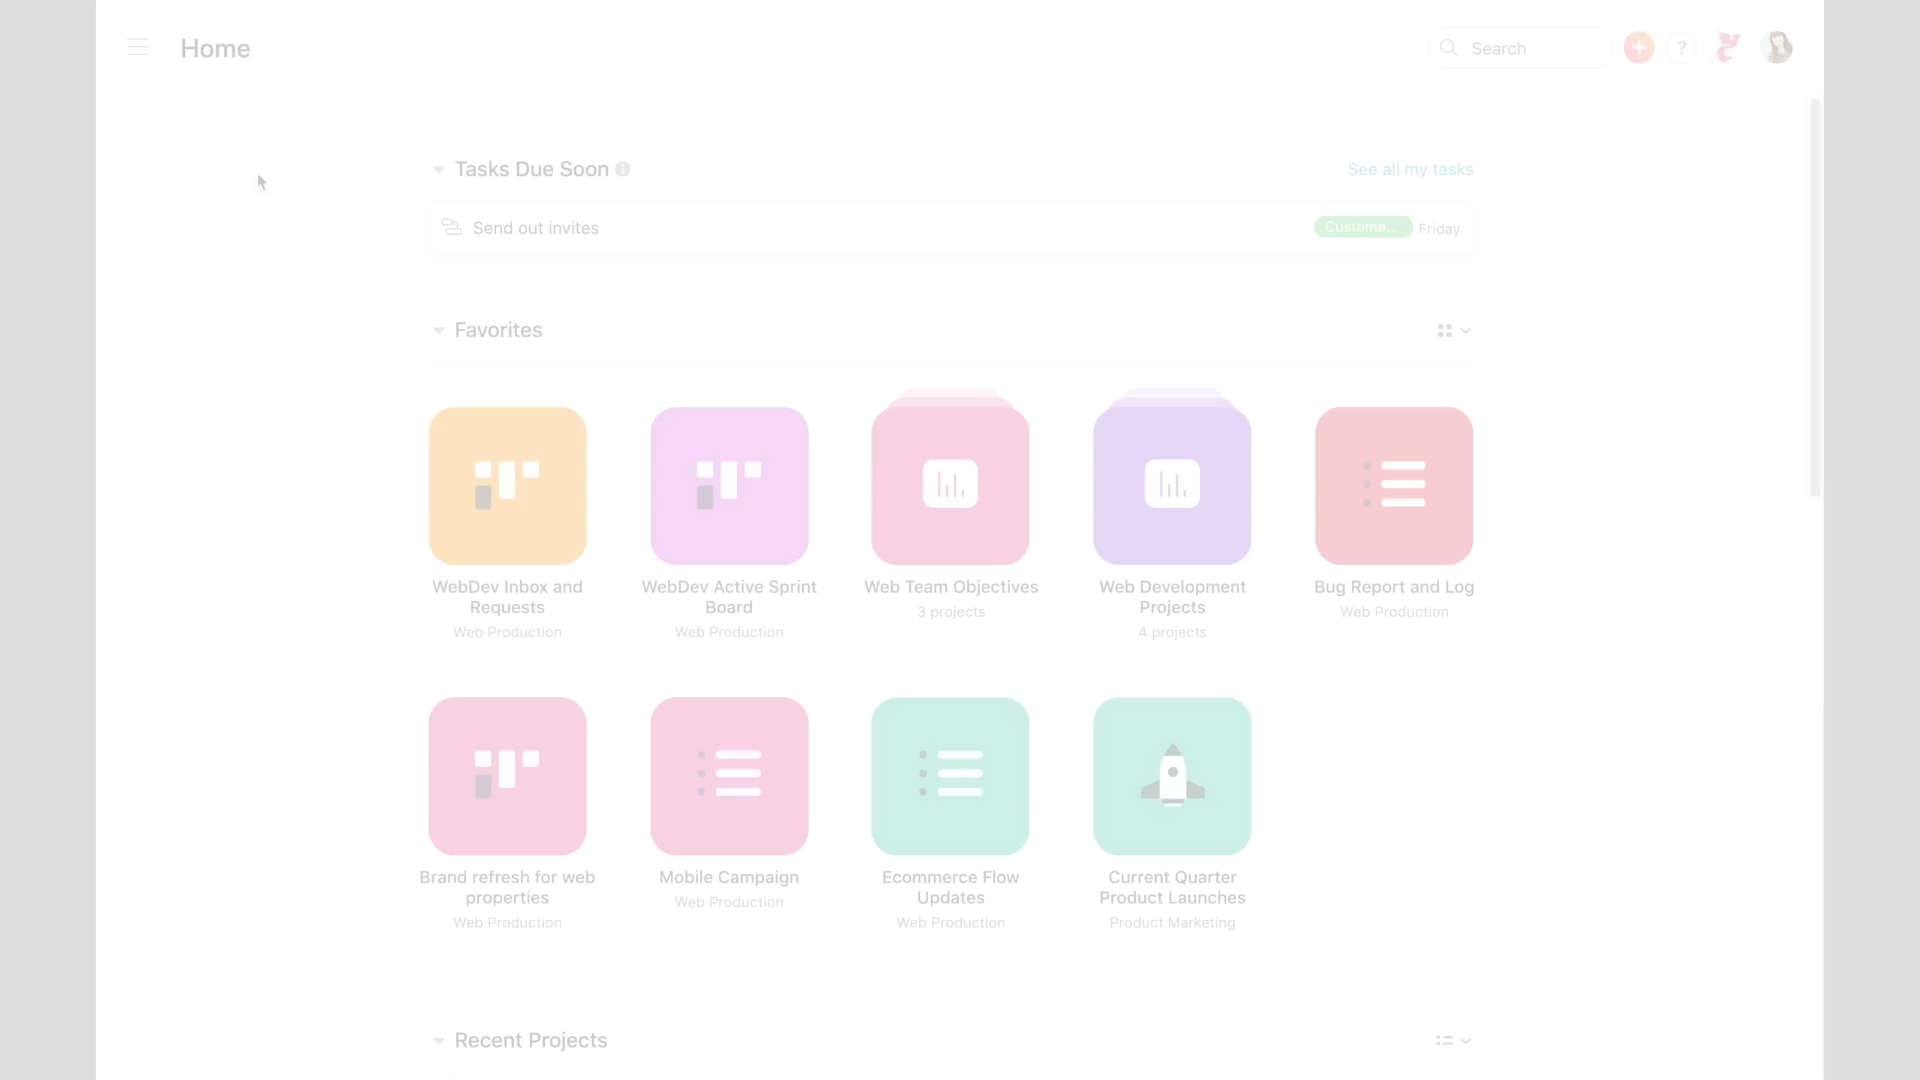 Home
Search
?
Tasks Due Soon
See all my tasks
Send out invites
Custome...
Friday
Favorites
WebDev Inbox and
Requests
Web Production
WebDev Active Sprint
Board
Web Production
Web Team Objectives
3 projects
Web Development
Projects
4 projects
Bug Report and Log
Web Production
Brand refresh for web
properties
Web Production
Mobile Campaign
Web Production
Ecommerce Flow
Updates
Web Production
Current Quarter
Product Launches
Product Marketing
Recent Projects